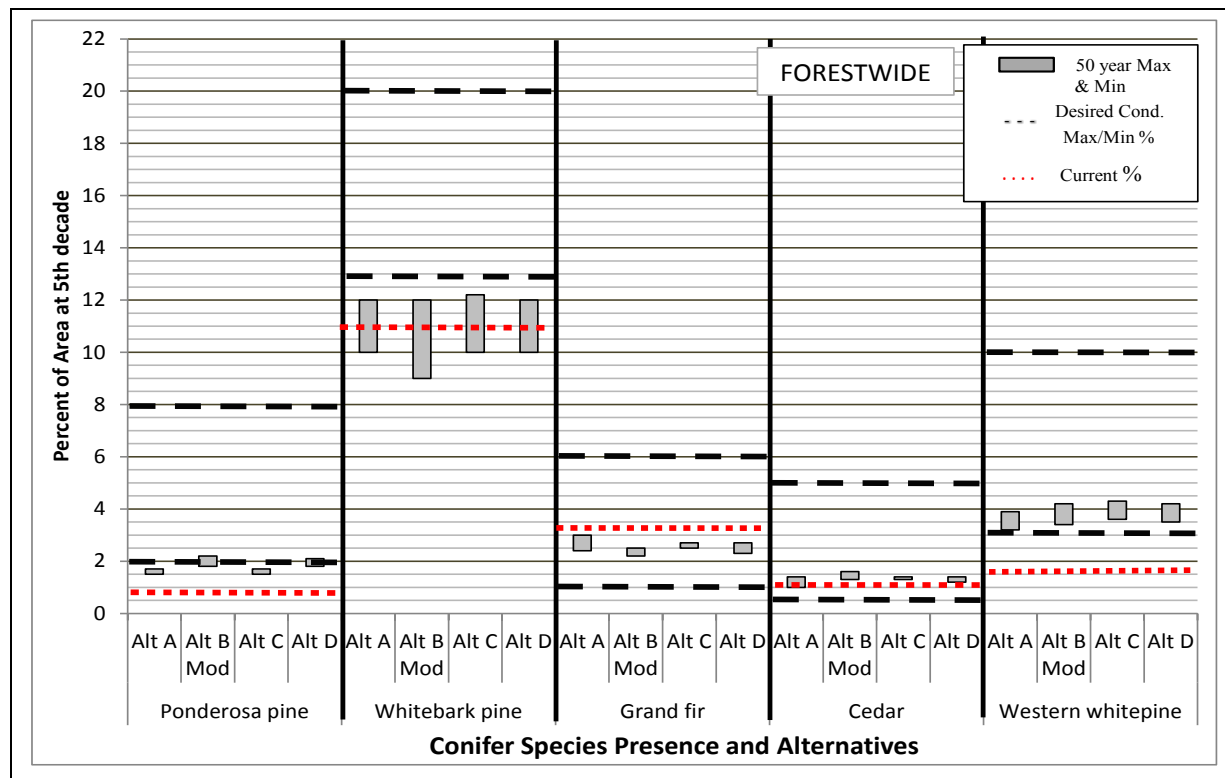 22
20
18
16
14
12
10
8
6
4
2
0
Percent of Area at 5th decade
FORESTWIDE
50 year Max
& Min
Desired Cond.
Max/Min %
Current %
Alt A Alt B Alt C Alt D Alt A Alt B Alt C Alt D Alt A Alt B Alt C Alt D Alt A Alt B Alt C Alt D Alt A Alt B Alt C Alt D
Mod Mod Mod Mod Mod
Ponderosa pine Whitebark pine Grand fir Cedar Western whitepine
Conifer Species Presence and Alternatives